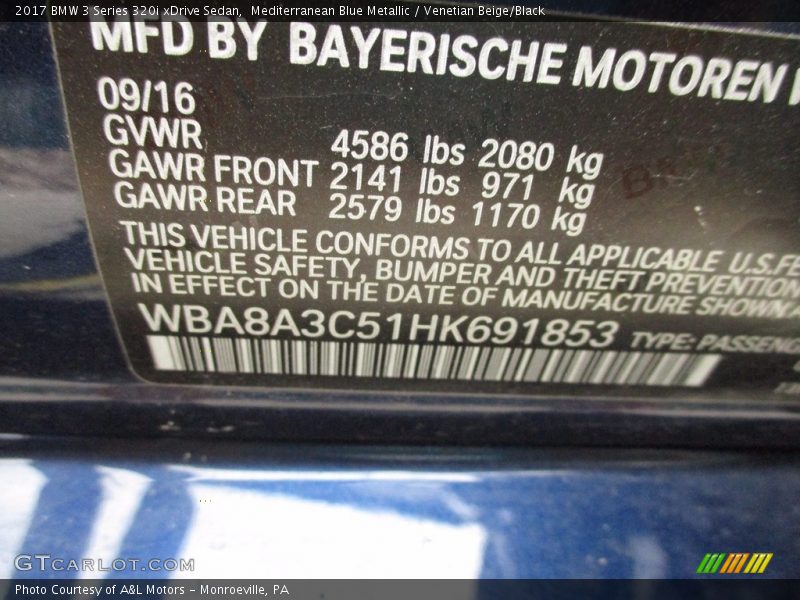 2017 BMW 3 Series 320i xDrive Sedan, Mediterranean Blue Metallic / Venetian Beige/Black
MFD BY BAYERISCHE MOTOREN
09/16
GVWR 4586 lbs 2080 kg
GAWR FRONT 2141 lbs 971 kg
GAWR REAR 2579 lbs 1170 kg
THIS VEHICLE CONFORMS TO ALL APPLICABLE U.S.FE
VEHICLE SAFETY, BUMPER AND THEFT PREVENTION
IN EFFECT ON THE DATE OF MANUFACTURE SHOWN
WBA8A3C51HK691853 TYPE: PASSENG
GTCARLOT.COM
Photo Courtesy of A&L Motors – Monroeville, PA